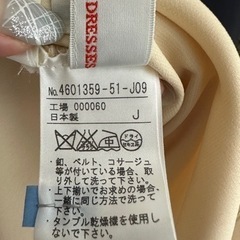 DRESSES
No.4601359-51-J09
工場 000060
日本製 J
ドライ
・釦、ベルト、コサージュ
等が付いている場合、取
り外して洗って下さい。
・上下揃いでお求めの場合、
一緒に同じ方法で洗って
下さい。
・タンブル乾燥機を使用し
ないで下さい。